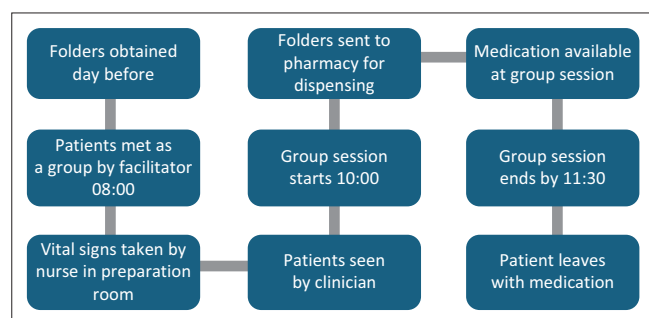 Folders obtained
day before
Patients met as
a group by facilitator
08:00
Vital signs taken by
nurse in preparation
room
Patients seen
by clinician
Group session
starts 10:00
Folders sent to
pharmacy for
dispensing
Medication available
at group session
Group session
ends by 11:30
Patient leaves
with medication